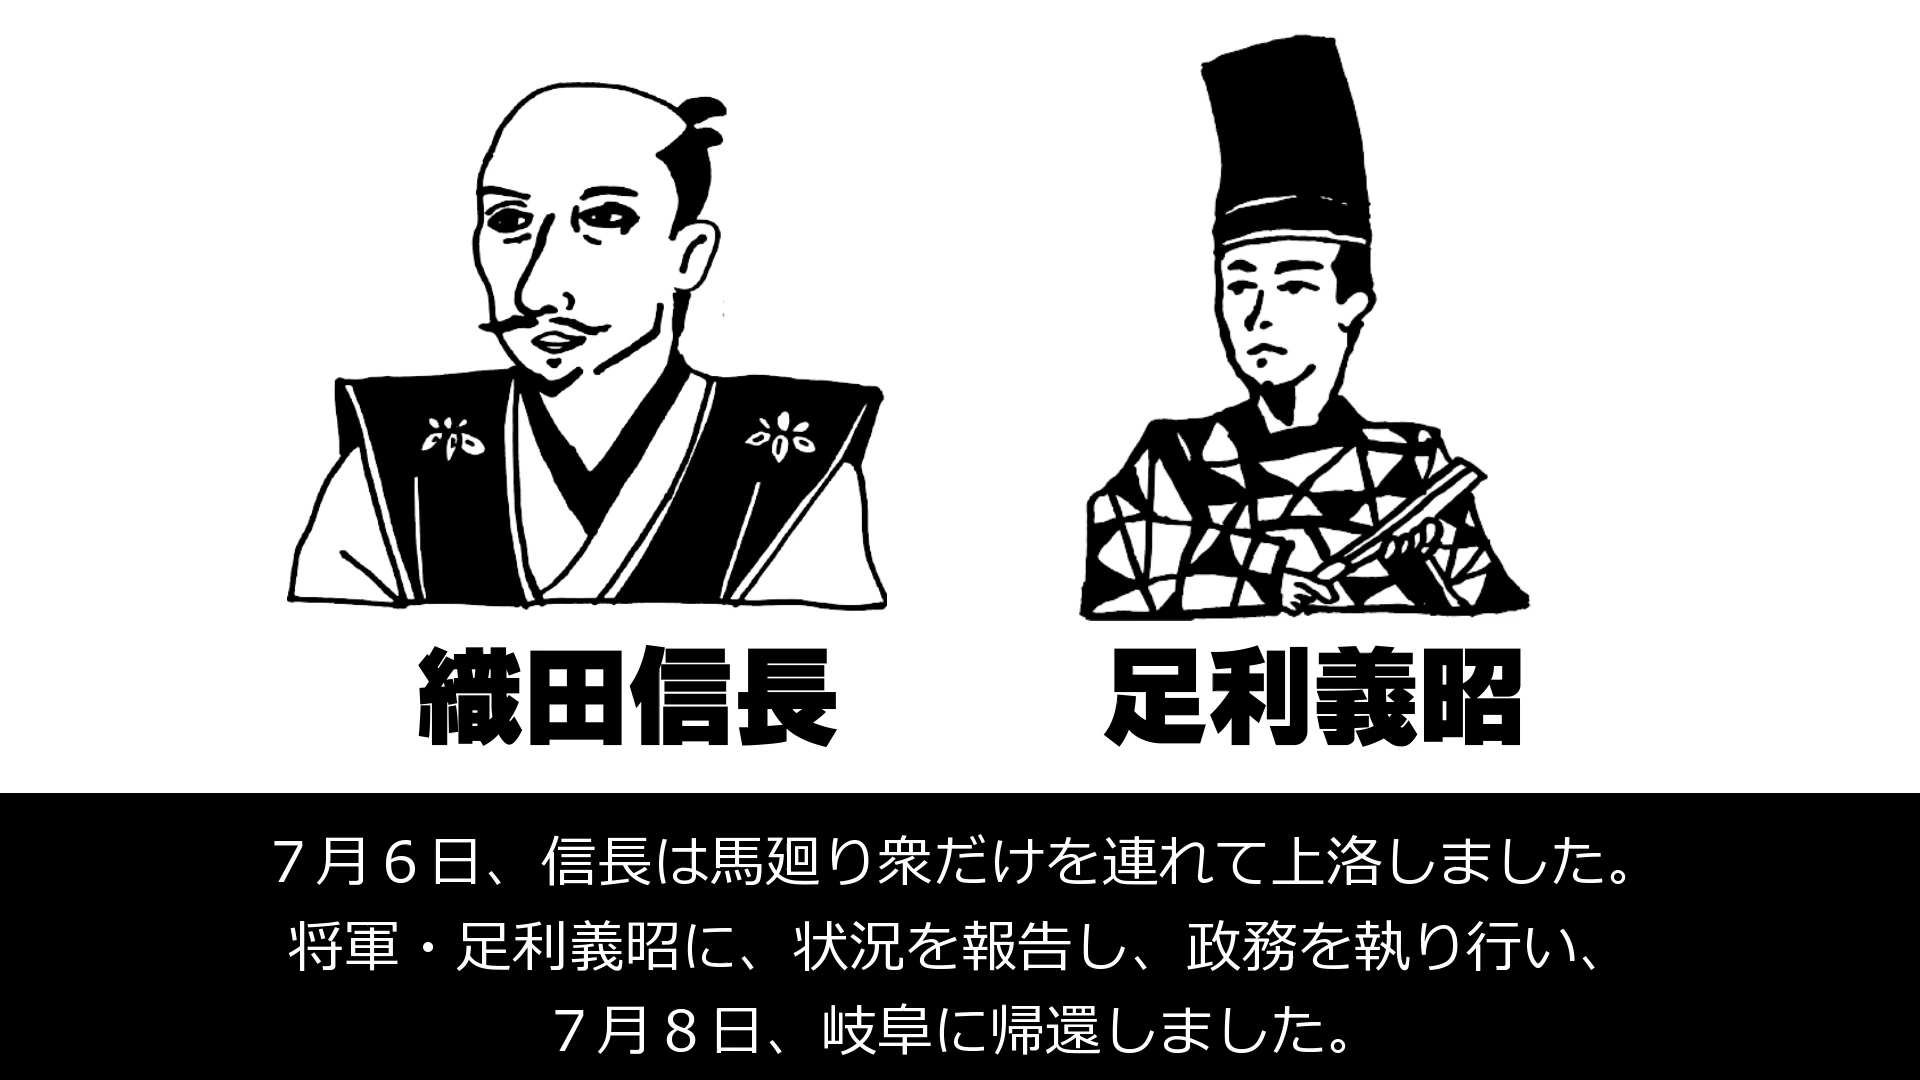 織田信長
足利義昭
７月６日、信長は馬廻り衆だけを連れて上洛しました。
将軍・足利義昭に、状況を報告し、政務を執り行い、
７月８日、岐阜に帰還しました。